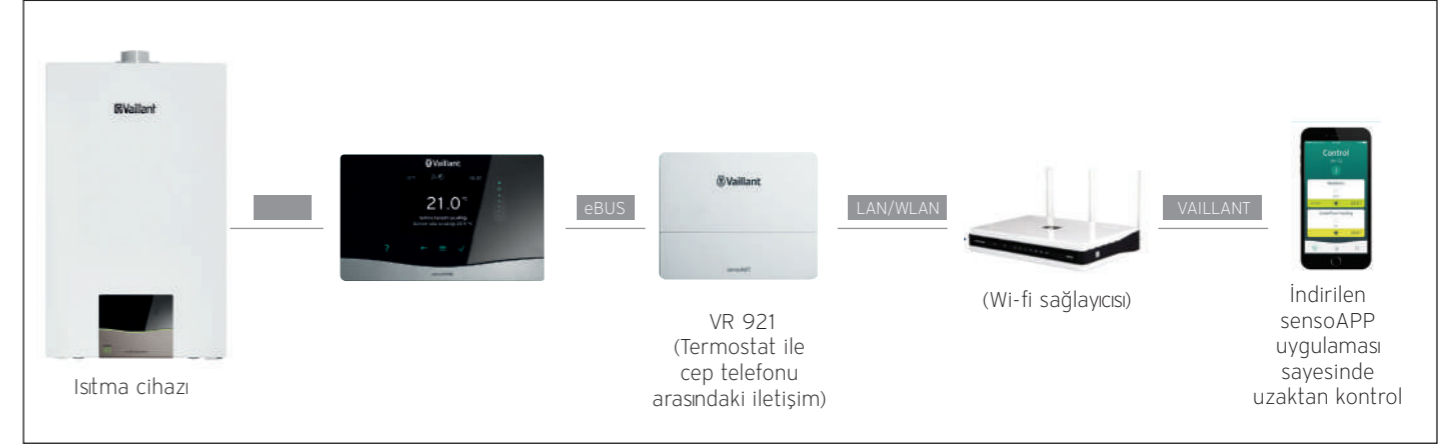 Vaillant
Vaillant
21.0°
eBUS
Vaillant
LAN/WLAN
VAILLANT
Control
Isıtma cihazı
VR 921
(Termostat ile
cep telefonu
arasındaki iletişim)
(Wi-fi sağlayıcısı)
İndirilen
sensoAPP
uygulaması
sayesinde
uzaktan kontrol